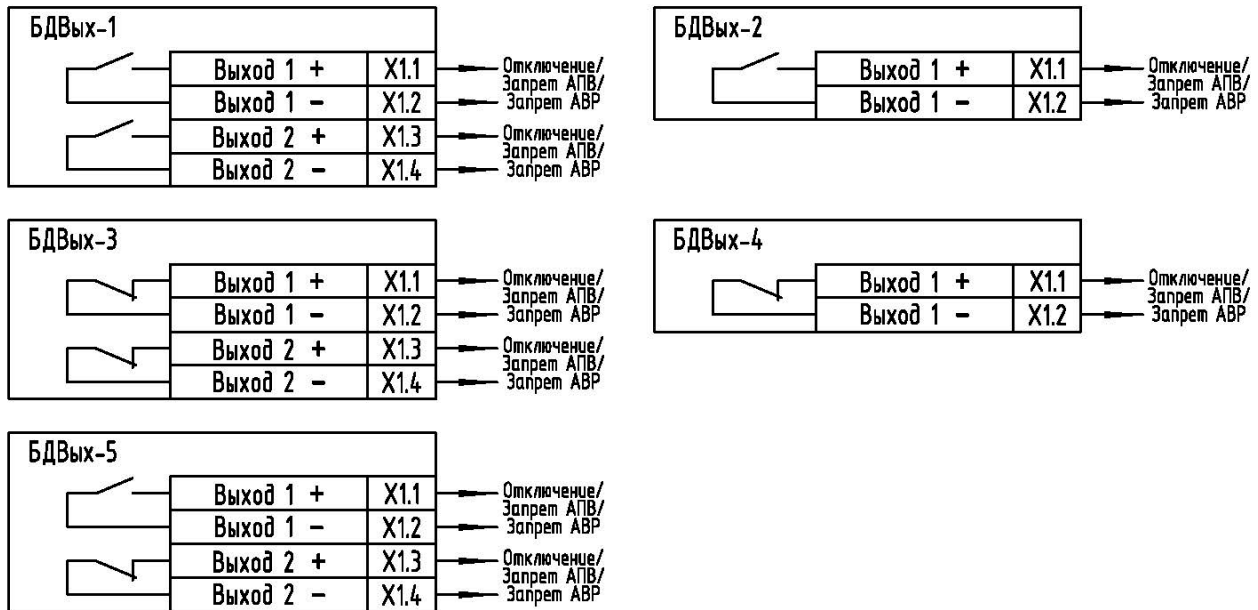 БДВых-1
Выход 1 + X1.1
Выход 1 - X1.2
Выход 2 + X1.3
Выход 2 - X1.4
Отключение/
Запрет АПВ/
Запрет АВР
Отключение/
Запрет АПВ/
Запрет АВР
БДВых-2
Выход 1 + X1.1
Выход 1 - X1.2
Отключение/
Запрет АПВ/
Запрет АВР
БДВых-3
Выход 1 + X1.1
Выход 1 - X1.2
Выход 2 + X1.3
Выход 2 - X1.4
Отключение/
Запрет АПВ/
Запрет АВР
Отключение/
Запрет АПВ/
Запрет АВР
БДВых-4
Выход 1 + X1.1
Выход 1 - X1.2
Отключение/
Запрет АПВ/
Запрет АВР
БДВых-5
Выход 1 + X1.1
Выход 1 - X1.2
Выход 2 + X1.3
Выход 2 - X1.4
Отключение/
Запрет АПВ/
Запрет АВР
Отключение/
Запрет АПВ/
Запрет АВР